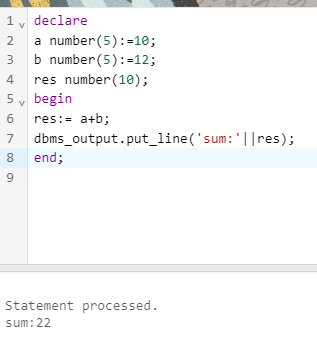 1 declare
2 a number(5):=10;
3 b number(5):=12;
4 res number(10);
5 begin
6 res:= a+b;
7 dbms_output.put_line('sum:'||res);
8 end;
9
Statement processed.
sum:22